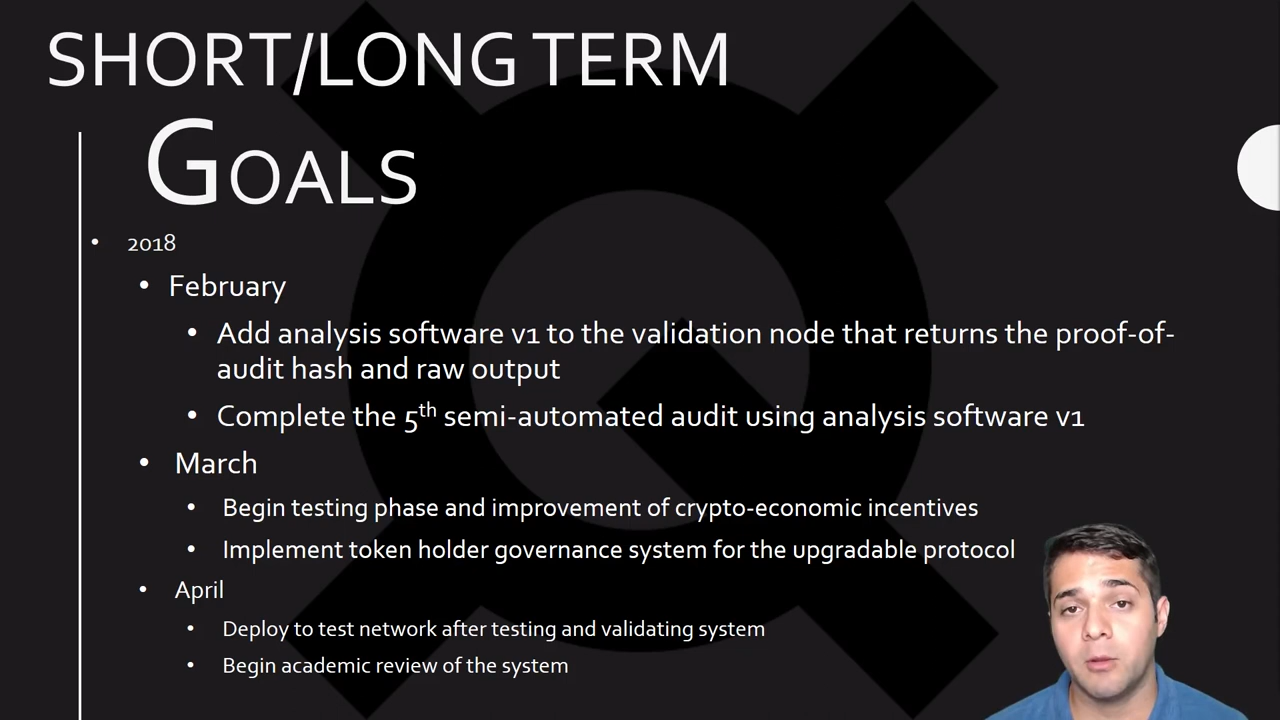 SHORT/LONG TERM
GOALS
• 2018
• February
• Add analysis software v1 to the validation node that returns the proof-of-
audit hash and raw output
• Complete the 5th semi-automated audit using analysis software v1
• March
• Begin testing phase and improvement of crypto-economic incentives
• Implement token holder governance system for the upgradable protocol
• April
• Deploy to test network after testing and validating system
• Begin academic review of the system